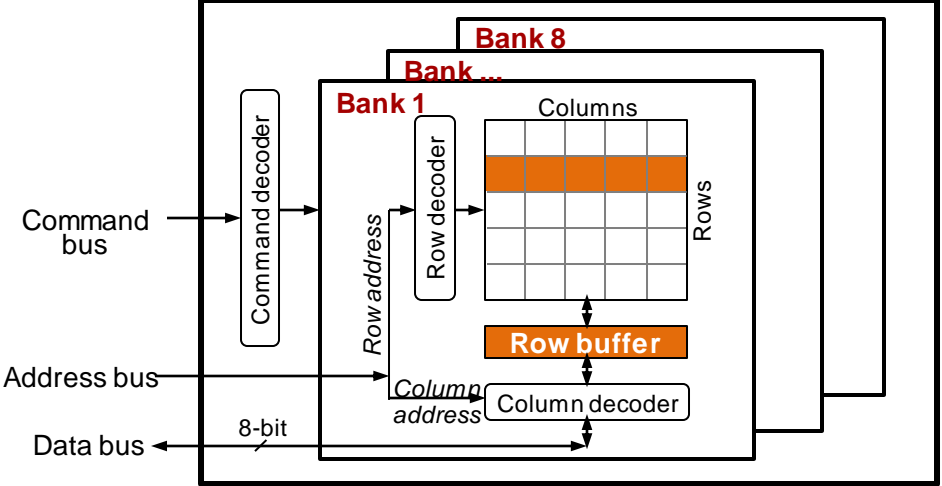 Bank 8
Bank ...
Bank 1
Columns
Command decoder
Row decoder
Rows
Command
bus
Row address
Row buffer
Address bus
Column
address
Column decoder
8-bit
Data bus